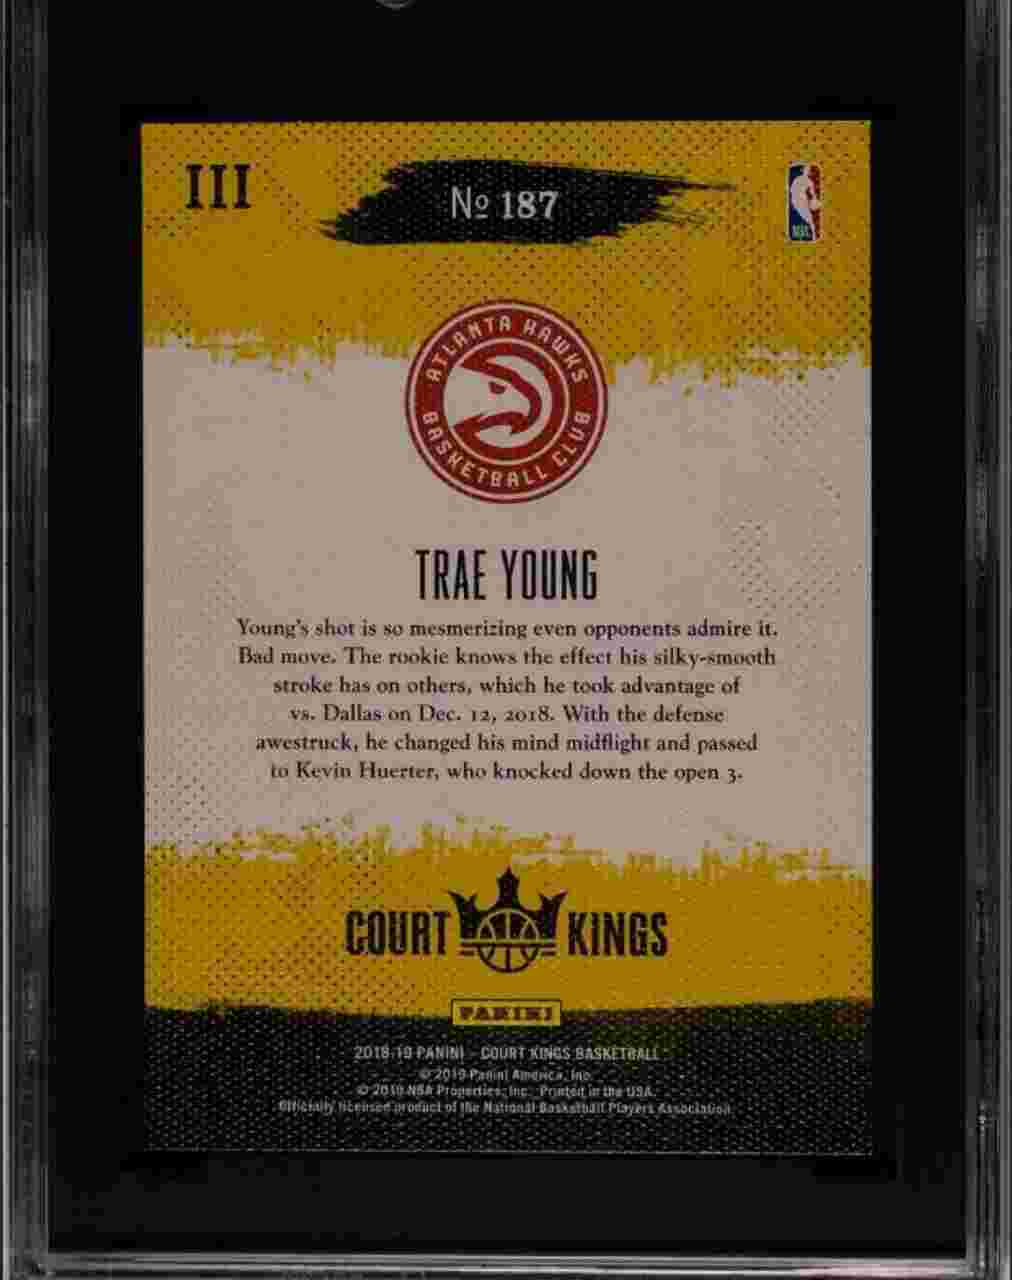 III
№ 187
NBA
ATLANTA HAWKS
BASKETBALL CLUB
TRAE YOUNG
Young's shot is so mesmerizing even opponents admire it.
Bad move. The rookie knows the effect his silky-smooth
stroke has on others, which he took advantage of
vs. Dallas on Dec. 12, 2018. With the defense
awestruck, he changed his mind midflight and passed
to Kevin Huerter, who knocked down the open 3.
COURT KINGS
PANINI
2018-19 PANINI - COURT KINGS BASKETBALL
© 2019 Panini America, Inc.
© 2019 NBA Properties, Inc. Printed in the USA.
Officially licensed product of the National Basketball Players Association